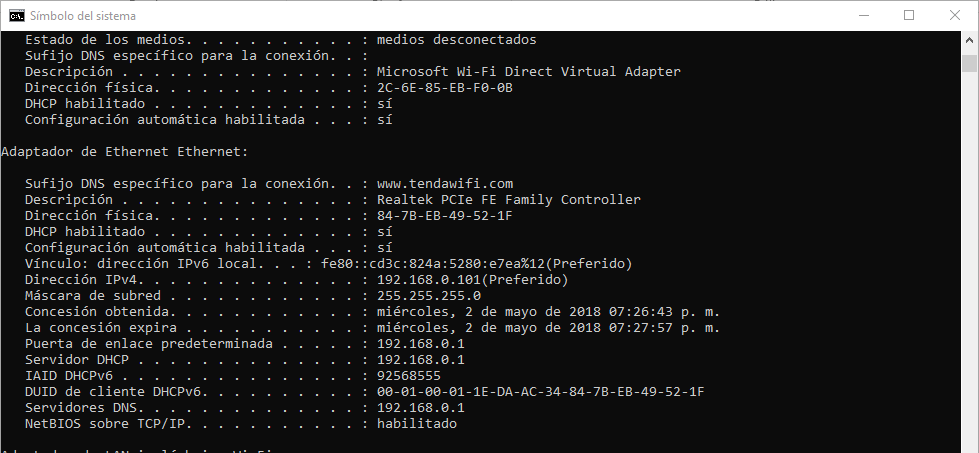 Símbolo del sistema
Estado de los medios. . . . . . . . . . . : medios desconectados
Sufijo DNS específico para la conexión. . :
Descripción . . . . . . . . . . . . . . . : Microsoft Wi-Fi Direct Virtual Adapter
Dirección física. . . . . . . . . . . . . : 2C-6E-85-EB-F0-0B
DHCP habilitado . . . . . . . . . . . . . : sí
Configuración automática habilitada . . . : sí
Adaptador de Ethernet Ethernet:
Sufijo DNS específico para la conexión. . : www.tendawifi.com
Descripción . . . . . . . . . . . . . . . : Realtek PCIe FE Family Controller
Dirección física. . . . . . . . . . . . . : 84-7B-EB-49-52-1F
DHCP habilitado . . . . . . . . . . . . . : sí
Configuración automática habilitada . . . : sí
Vínculo: dirección IPv6 local. . . : fe80::cd3c:824a:5280:e7ea%12(Preferido)
Dirección IPv4. . . . . . . . . . . . . . : 192.168.0.101(Preferido)
Máscara de subred . . . . . . . . . . . . : 255.255.255.0
Concesión obtenida. . . . . . . . . . . . : miércoles, 2 de mayo de 2018 07:26:43 p. m.
La concesión expira . . . . . . . . . . . : miércoles, 2 de mayo de 2018 07:27:57 p. m.
Puerta de enlace predeterminada . . . . . : 192.168.0.1
Servidor DHCP . . . . . . . . . . . . . . : 192.168.0.1
IAID DHCPv6 . . . . . . . . . . . . . . . : 92568555
DUID de cliente DHCPv6. . . . . . . . . . : 00-01-00-01-1E-DA-AC-34-84-7B-EB-49-52-1F
Servidores DNS. . . . . . . . . . . . . . : 192.168.0.1
NetBIOS sobre TCP/IP. . . . . . . . . . . : habilitado